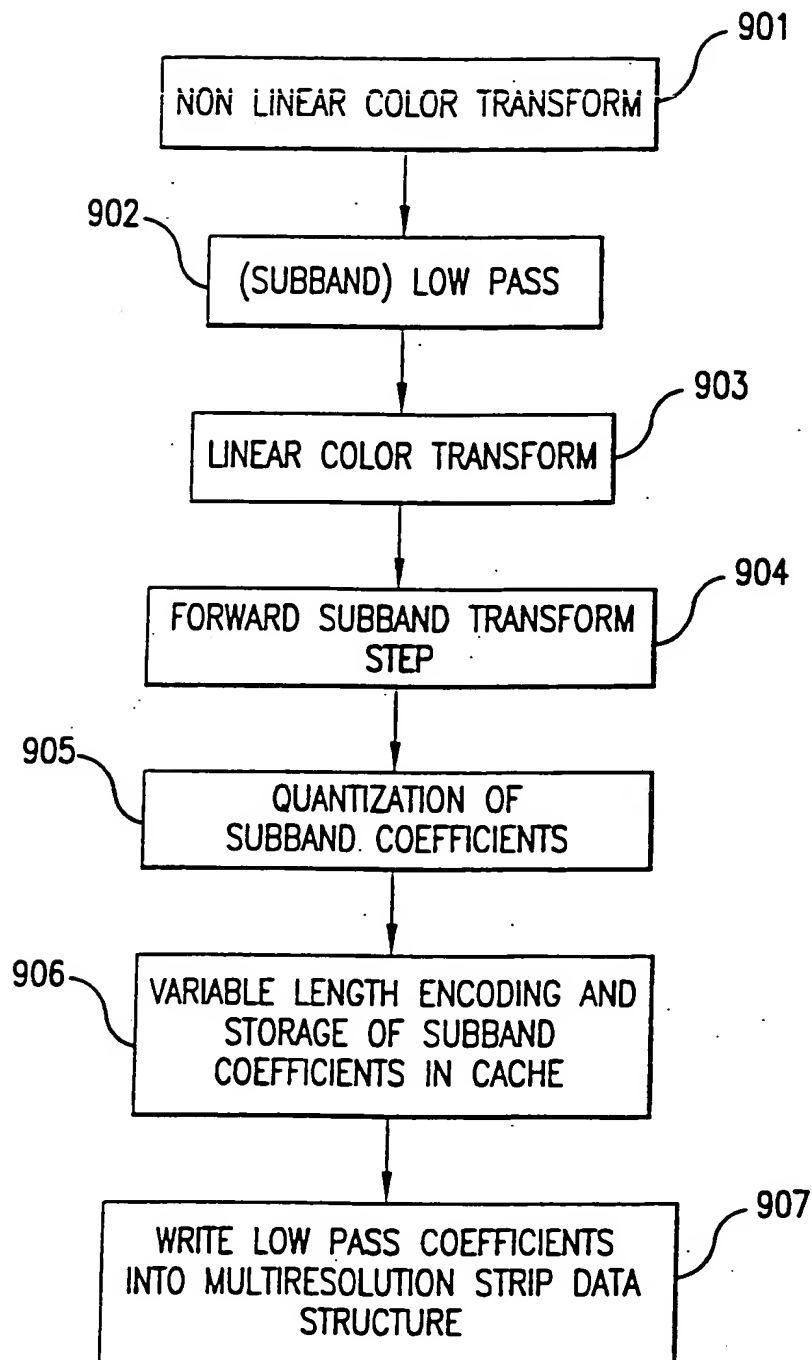 901
NON LINEAR COLOR TRANSFORM
902
(SUBBAND) LOW PASS
903
LINEAR COLOR TRANSFORM
904
FORWARD SUBBAND TRANSFORM
STEP
905
QUANTIZATION OF
SUBBAND COEFFICIENTS
906
VARIABLE LENGTH ENCODING AND
STORAGE OF SUBBAND
COEFFICIENTS IN CACHE
907
WRITE LOW PASS COEFFICIENTS
INTO MULTIRESOLUTION STRIP DATA
STRUCTURE